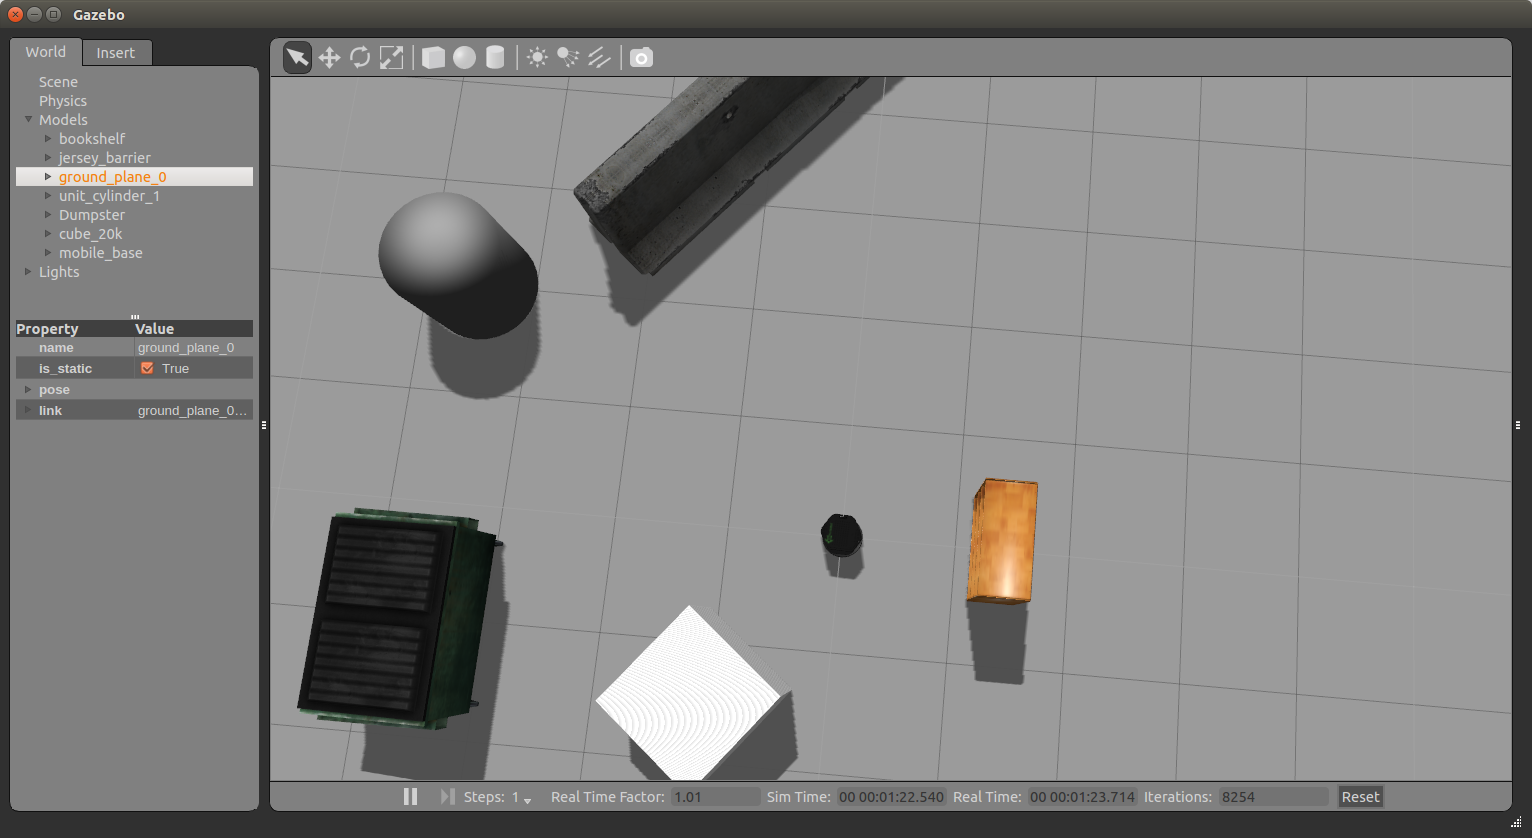 Gazebo
World Insert
Scene
Physics
Models
bookshelf
jersey_barrier
ground_plane_0
unit_cylinder_1
Dumpster
cube_20k
mobile_base
Lights
Property Value
name ground_plane_0
is_static True
pose
link ground_plane_0...
Steps: 1 Real Time Factor: 1.01 Sim Time: 00 00:01:22.540 Real Time: 00 00:01:23.714 Iterations: 8254 Reset